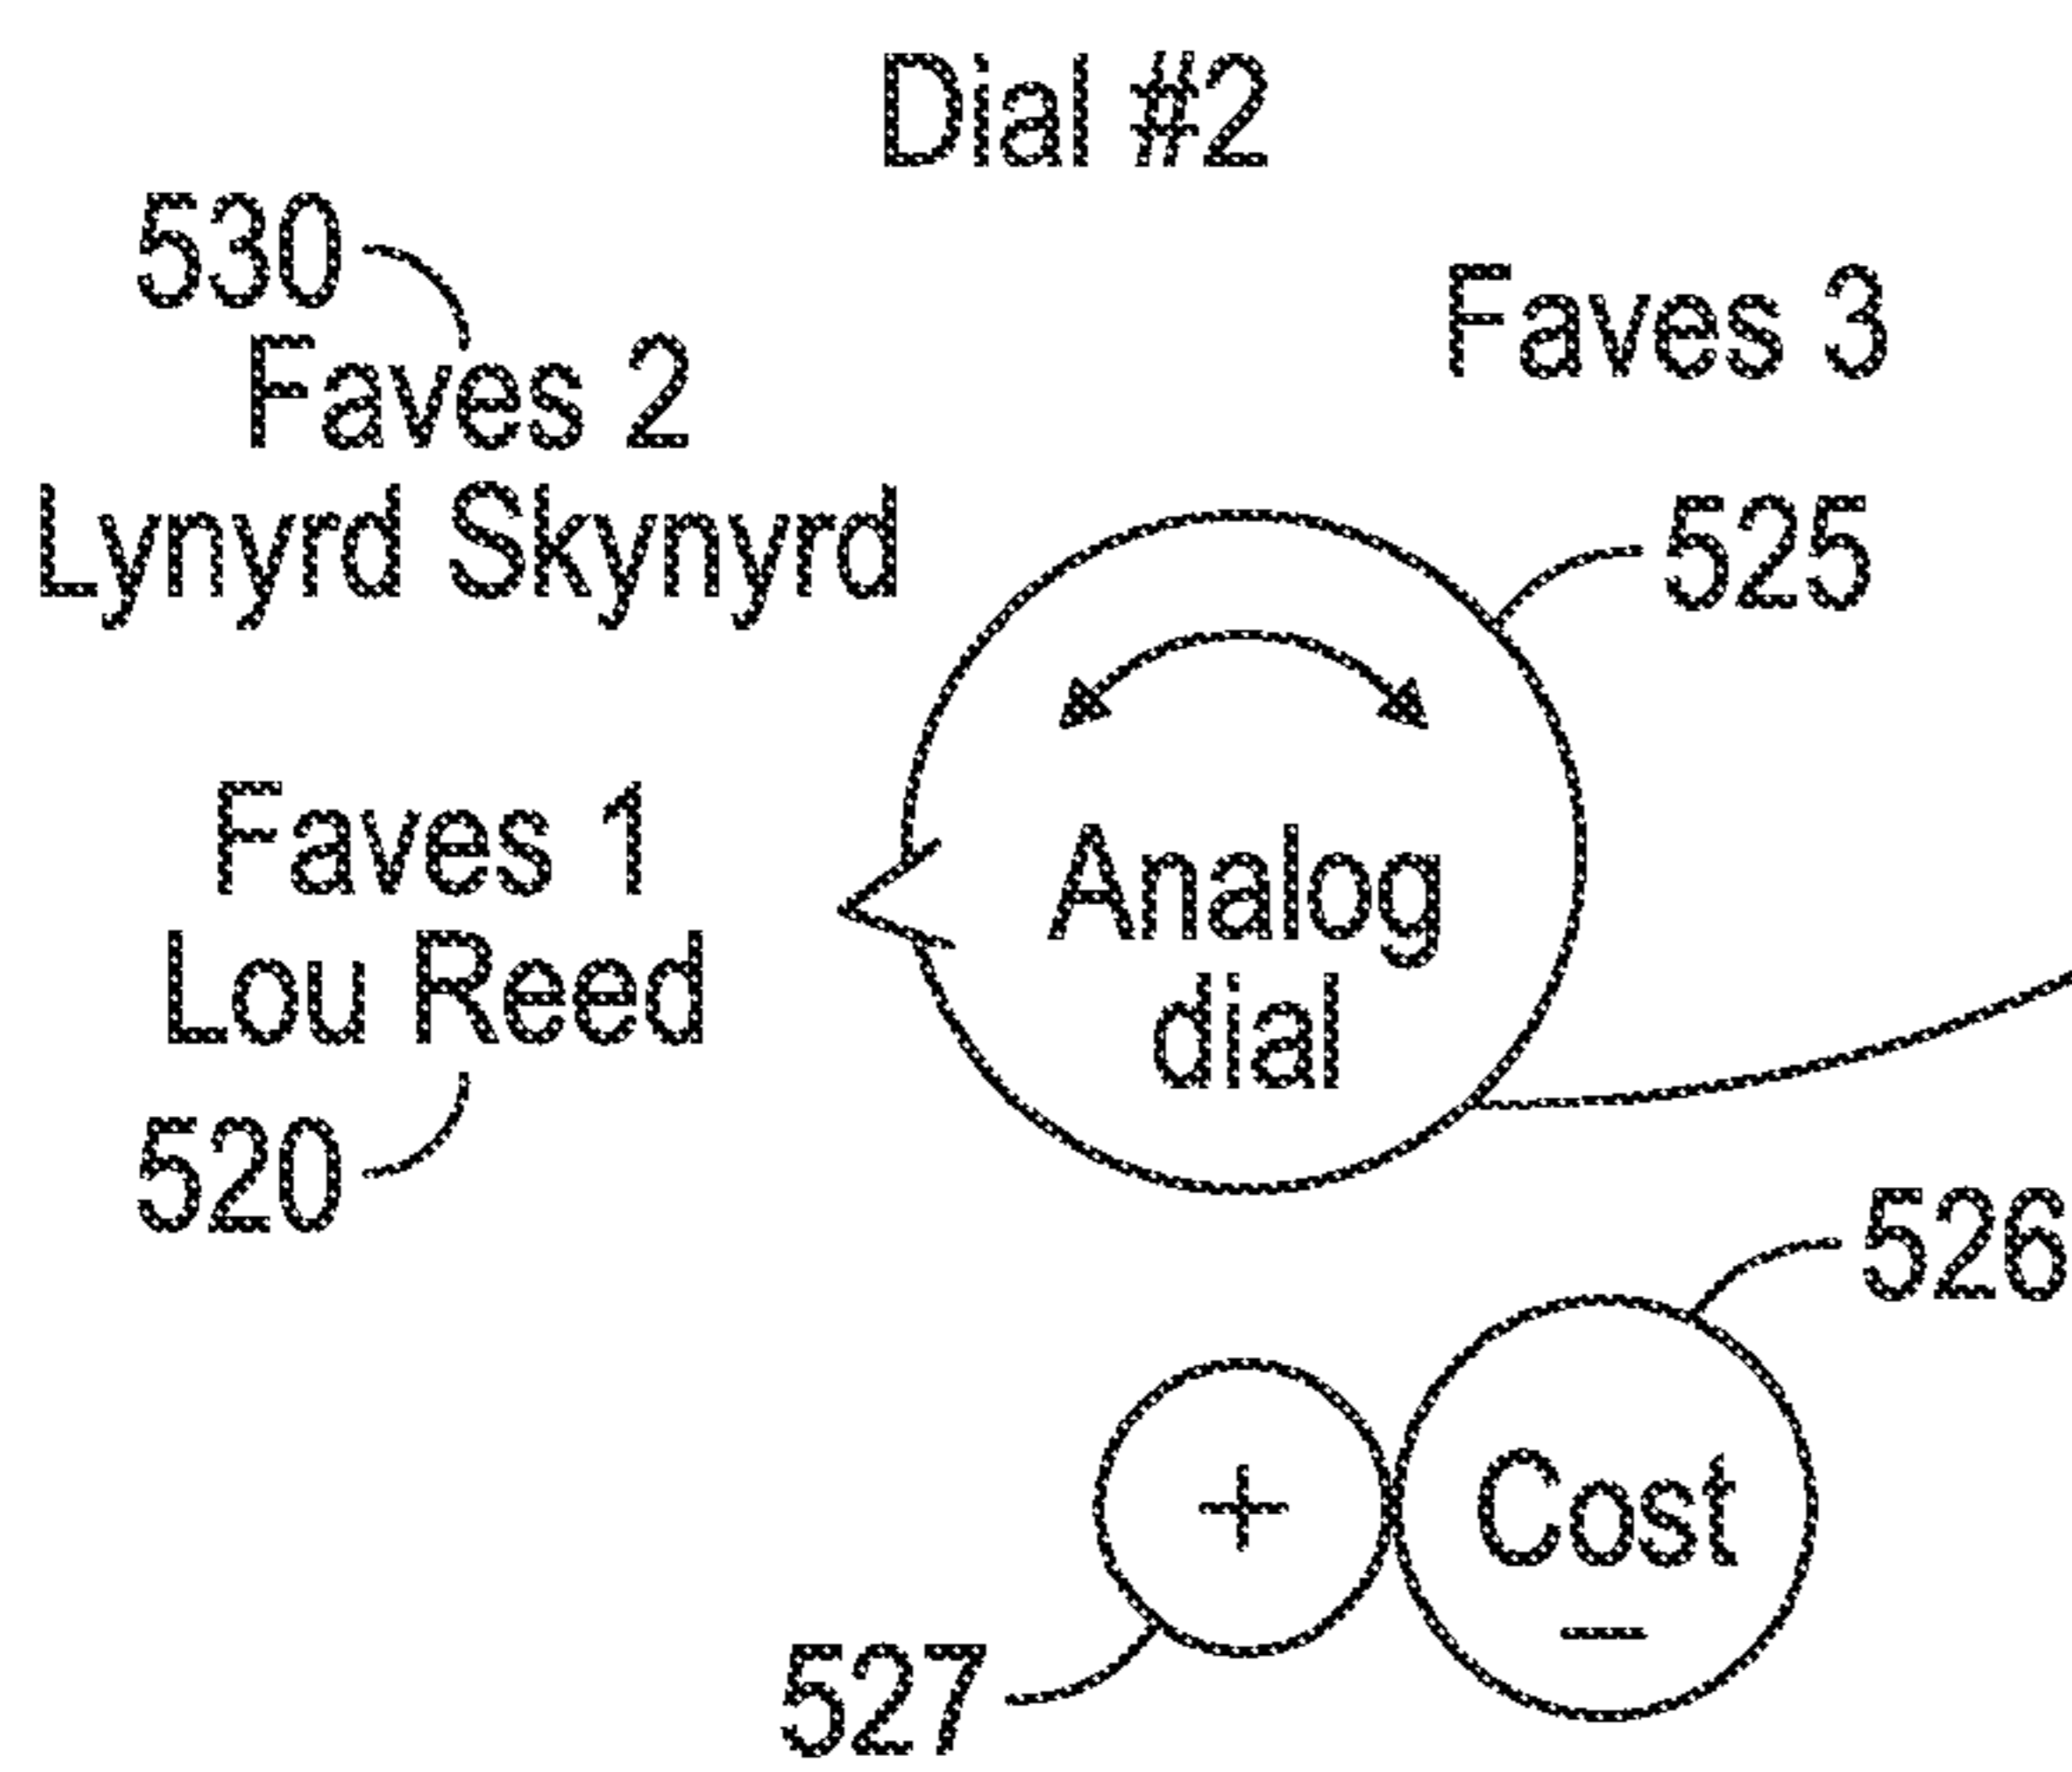 Dial #2
530
Faves 2
Lynyrd Skynyrd
Faves 3
525
Faves 1
Lou Reed
520
Analog
dial
526
+
Cost
–
527